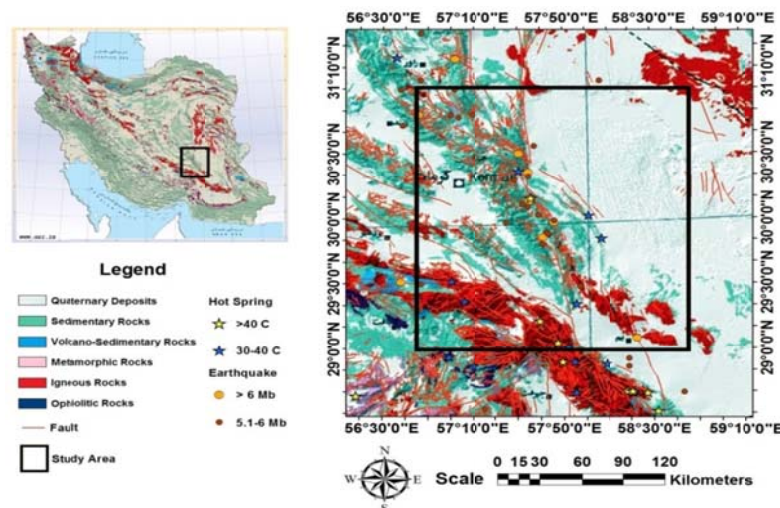 56°30'0"E 57°10'0"E 57°50'0"E 58°30'0"E 59°10'0"E
31°10'0"N
30°30'0"N
30°0'0"N
29°30'0"N
29°0'0"N
31°10'0"N
30°30'0"N
30°0'0"N
29°30'0"N
29°0'0"N
Kerman
56°30'0"E 57°10'0"E 57°50'0"E 58°30'0"E 59°10'0"E
Legend
Quaternary Deposits
Sedimentary Rocks
Volcano-Sedimentary Rocks
Metsmorphic Rocks
Igneous Rocks
Ophiolitic Rocks
Fault
Study Area
Hot Spring
>40 C
30-40 C
Earthquake
> 6 Mb
5.1-6 Mb
N
W E
S
Scale
0 15 30 60 90 120
Kilometers